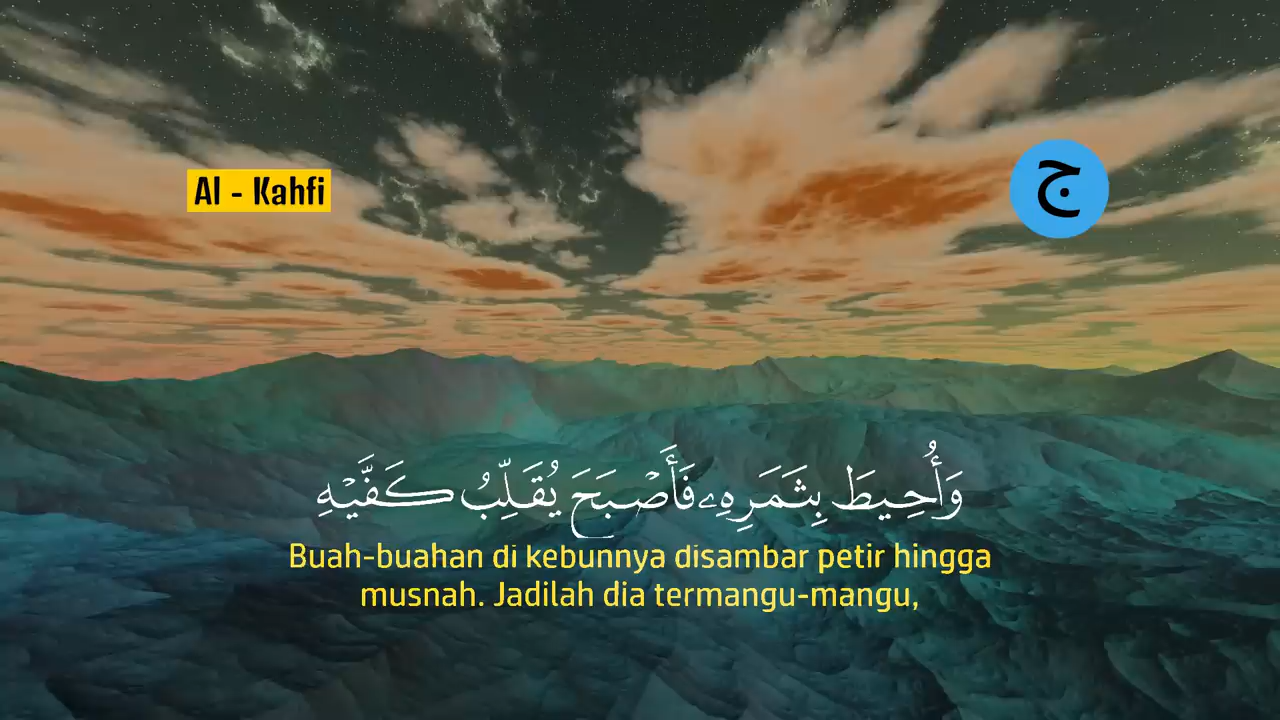 Al - Kahfi
ج
وَأُحِيطَ بِثَمَرِهِۦ فَأَصْبَحَ يُقَلِّبُ كَفَّيْهِ
Buah-buahan di kebunnya disambar petir hingga
musnah. Jadilah dia termangu-mangu,